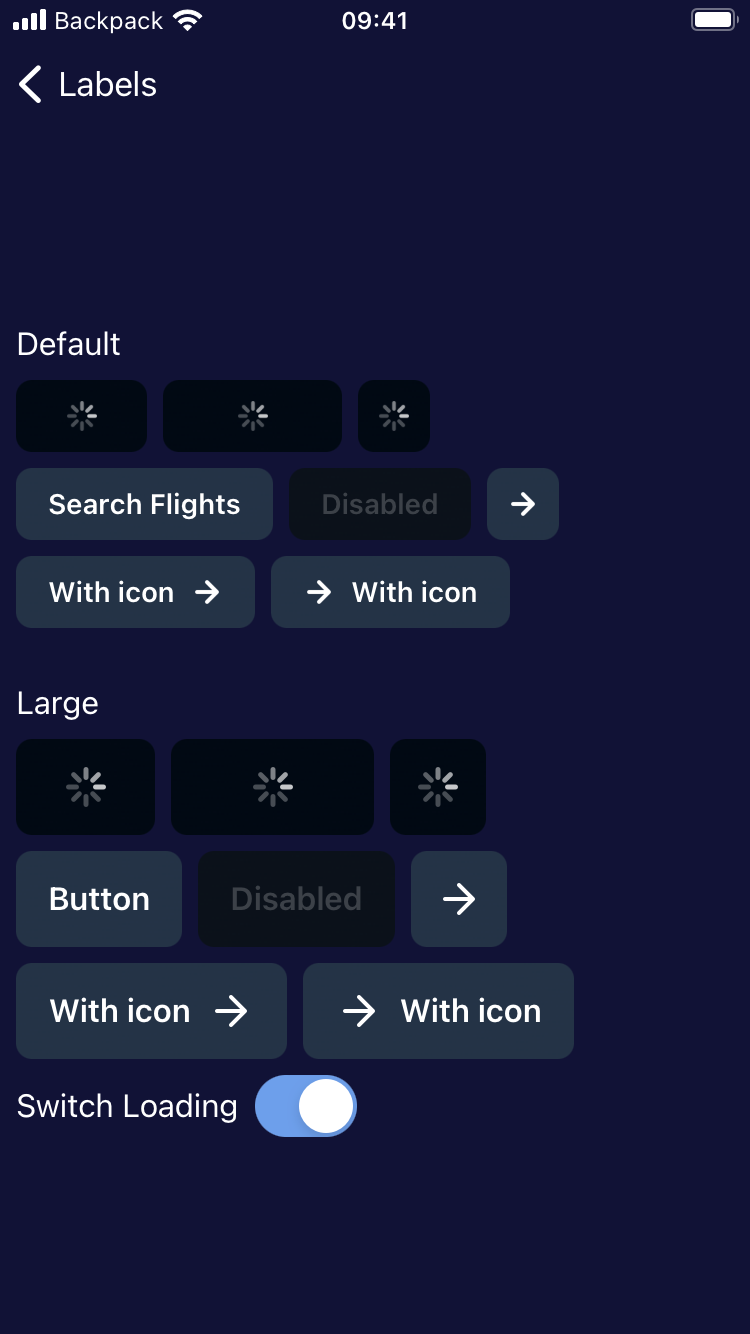 Backpack 09:41
Labels
Default
Search Flights Disabled
With icon With icon
Large
Button Disabled
With icon With icon
Switch Loading